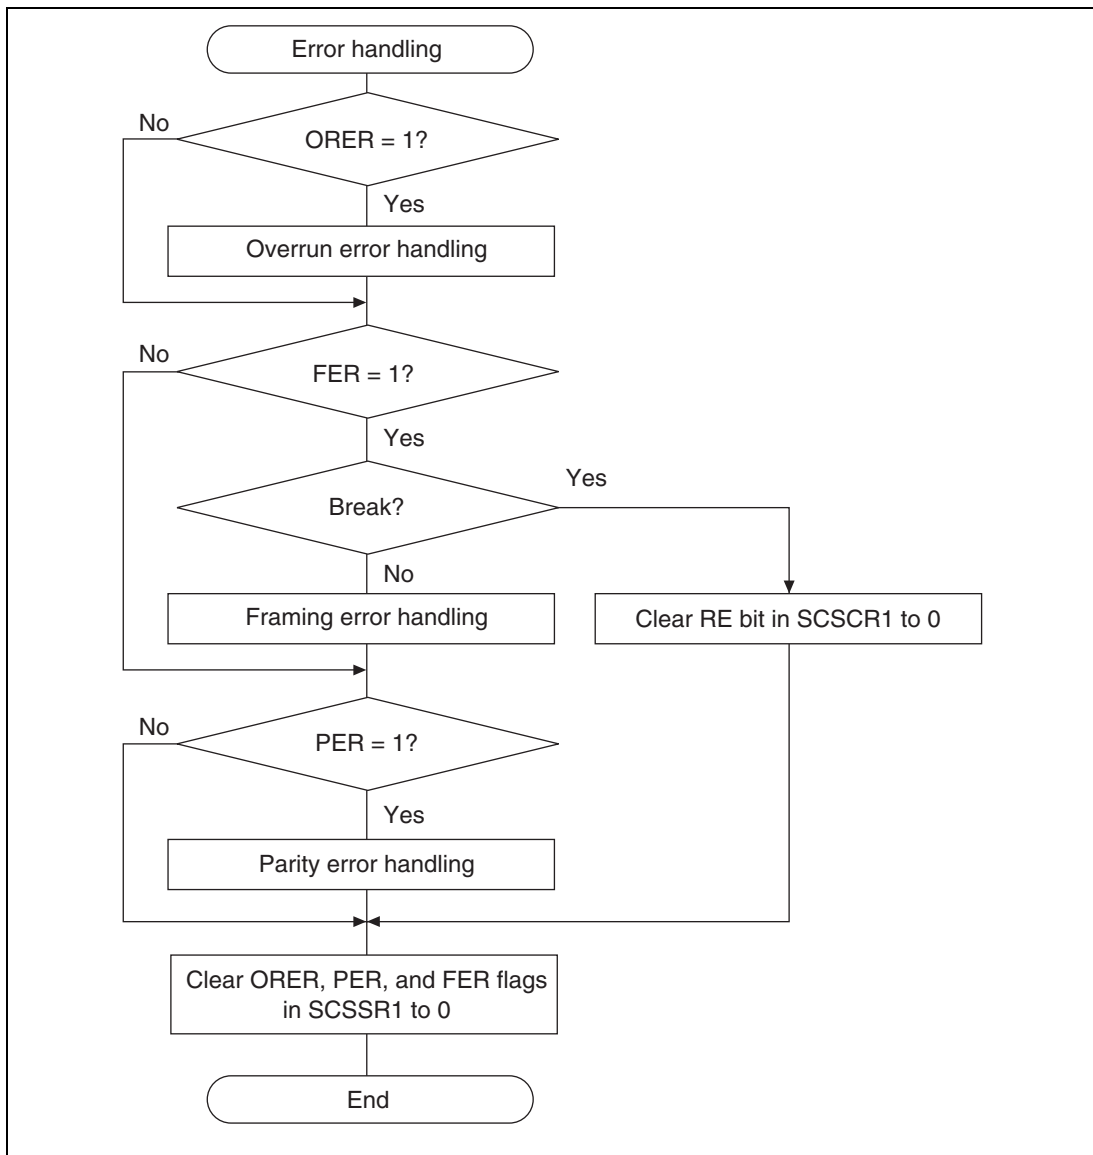 Error handling
No
ORER = 1?
Yes
Overrun error handling
No
FER = 1?
Yes
Yes
Break?
No
Framing error handling
Clear RE bit in SCSCR1 to 0
No
PER = 1?
Yes
Parity error handling
Clear ORER, PER, and FER flags
in SCSSR1 to 0
End